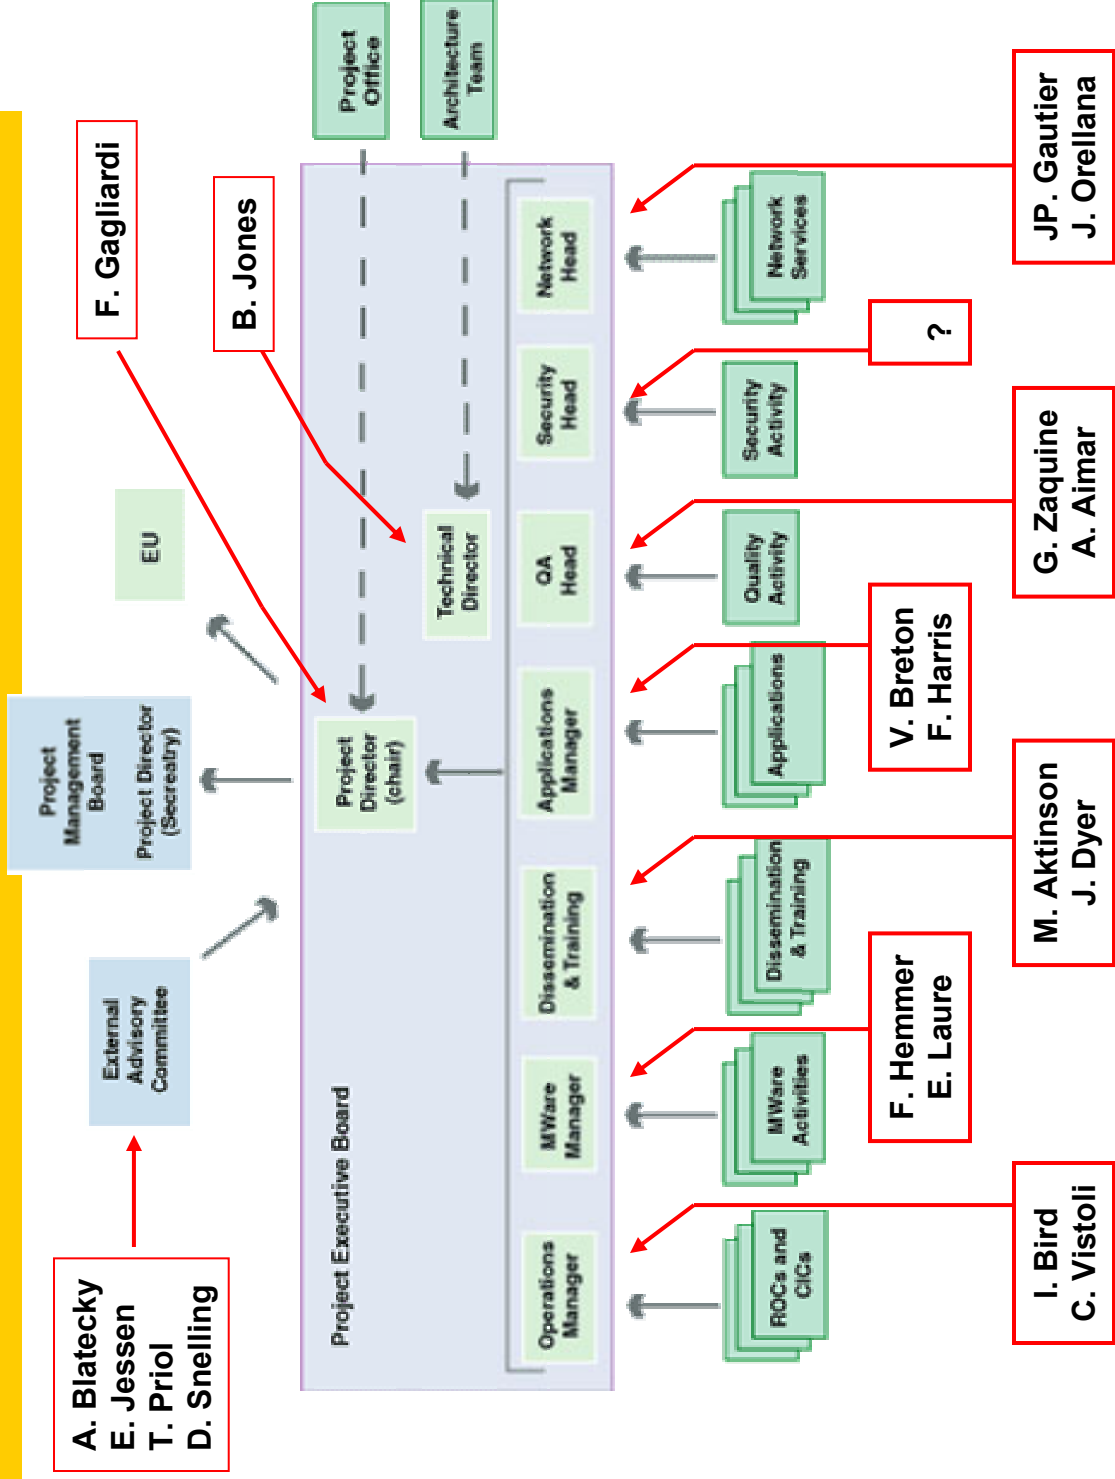 A. Blatecky
E. Jessen
T. Priol
D. Snelling
External
Advisory
Committee
Project
Management
Board
Project Director
(Secrealry)
EU
F. Gagliardi
B. Jones
Project
Office
Architecture
Team
Project Executive Board
Project
Director
(chair)
Technical
Director
Operations
Manager
MWare
Manager
Dissemination
& Training
Applications
Manager
QA
Head
Security
Head
Network
Head
ROCs and
CICs
MWare
Activities
Dissemination
& Training
Applications
Quality
Activity
Security
Activity
Network
Services
I. Bird
C. Vistoli
F. Hemmer
E. Laure
M. Aktinson
J. Dyer
V. Breton
F. Harris
G. Zaquine
A. Aimar
?
JP. Gautier
J. Orellana